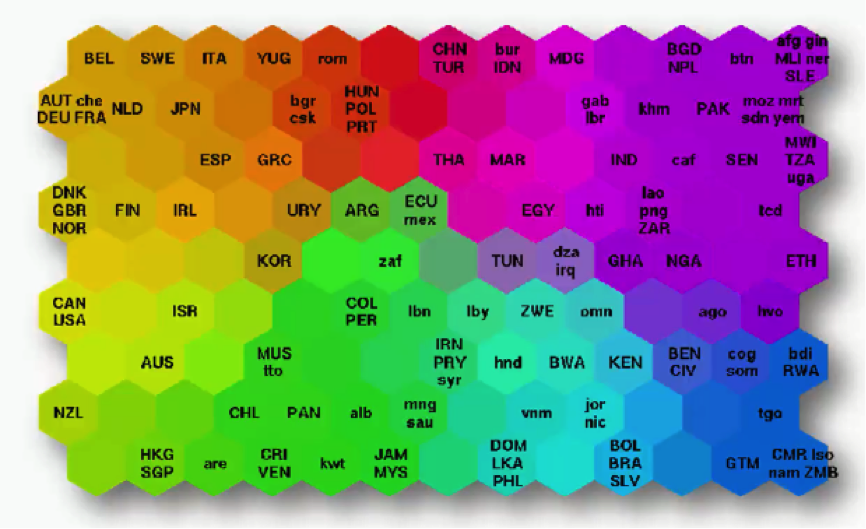 BEL
SWE
ITA
YUG
rom
CHN
TUR
bur
IDN
MDG
BGD
NPL
btn
afg gin
MLI ner
SLE
AUT che
DEU FRA
NLD
JPN
bgr
csk
HUN
POL
PRT
gab
lbr
khm
PAK
moz mrt
sdn yem
ESP
GRC
THA
MAR
IND
caf
SEN
MWI
TZA
uga
DNK
GBR
NOR
FIN
IRL
URY
ARG
ECU
mex
EGY
hti
lao
png
ZAR
tcd
KOR
zaf
TUN
dza
irq
GHA
NGA
ETH
CAN
USA
ISR
COL
PER
lbn
lby
ZWE
omn
ago
hvo
AUS
MUS
tto
IRN
PRY
syr
hnd
BWA
KEN
BEN
CIV
cog
som
bdi
RWA
NZL
CHL
PAN
alb
mng
sau
vnm
jor
nic
tgo
HKG
SGP
are
CRI
VEN
kwt
JAM
MYS
DOM
LKA
PHL
BOL
BRA
SLV
GTM
CMR lso
nam ZMB